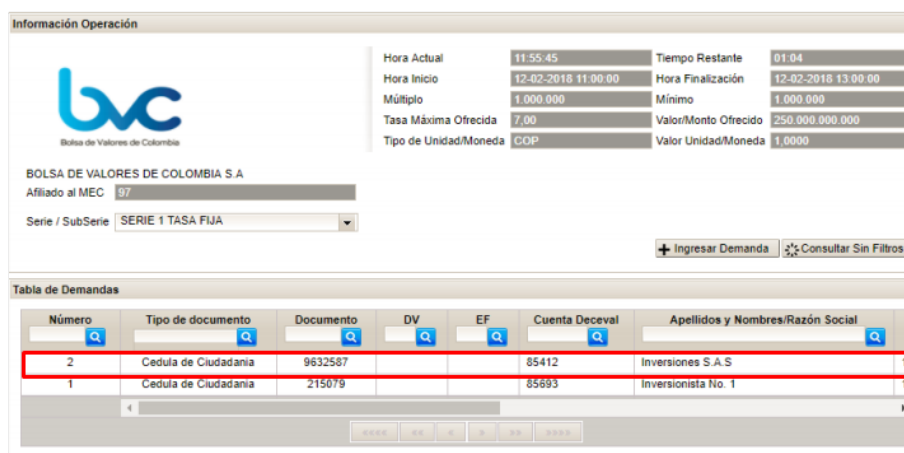 Información Operación
bvc
Bolsa de Valores de Colombia
Hora Actual 11:55:45 Tiempo Restante 01:04
Hora Inicio 12-02-2018 11:00:00 Hora Finalización 12-02-2018 13:00:00
Múltiplo 1.000.000 Mínimo 1.000.000
Tasa Máxima Ofrecida 7,00 Valor/Monto Ofrecido 250.000.000.000
Tipo de Unidad/Moneda COP Valor Unidad/Moneda 1,0000
BOLSA DE VALORES DE COLOMBIA S.A
Afiliado al MEC 97
Serie / SubSerie SERIE 1 TASA FIJA
Ingresar Demanda Consultar Sin Filtros
Tabla de Demandas
Número Tipo de documento Documento DV EF Cuenta Deceval Apellidos y Nombres/Razón Social
2 Cedula de Ciudadania 9632587 85412 Inversiones S.A.S
1 Cedula de Ciudadania 215079 85693 Inversionista No. 1
<<<< << < > >> >>>>